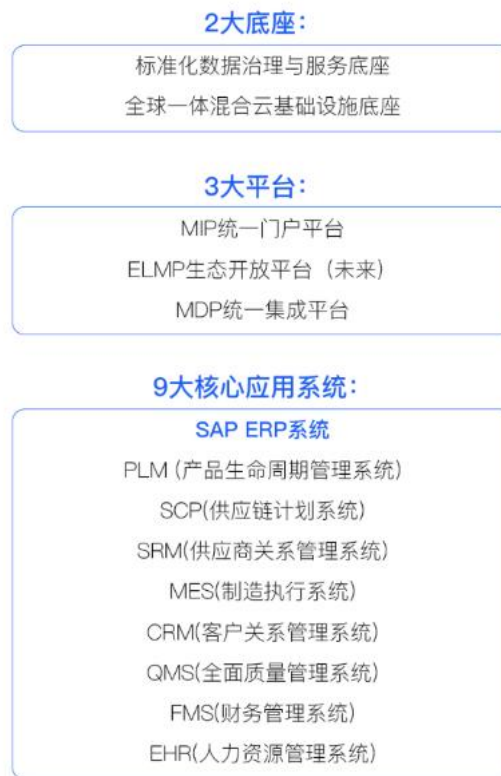 2大底座：
标准化数据治理与服务底座
全球一体混合云基础设施底座
3大平台：
MIP统一门户平台
ELMP生态开放平台（未来）
MDP统一集成平台
9大核心应用系统：
SAP ERP系统
PLM (产品生命周期管理系统)
SCP(供应链计划系统)
SRM(供应商关系管理系统)
MES(制造执行系统)
CRM(客户关系管理系统)
QMS(全面质量管理系统)
FMS(财务管理系统)
EHR(人力资源管理系统)